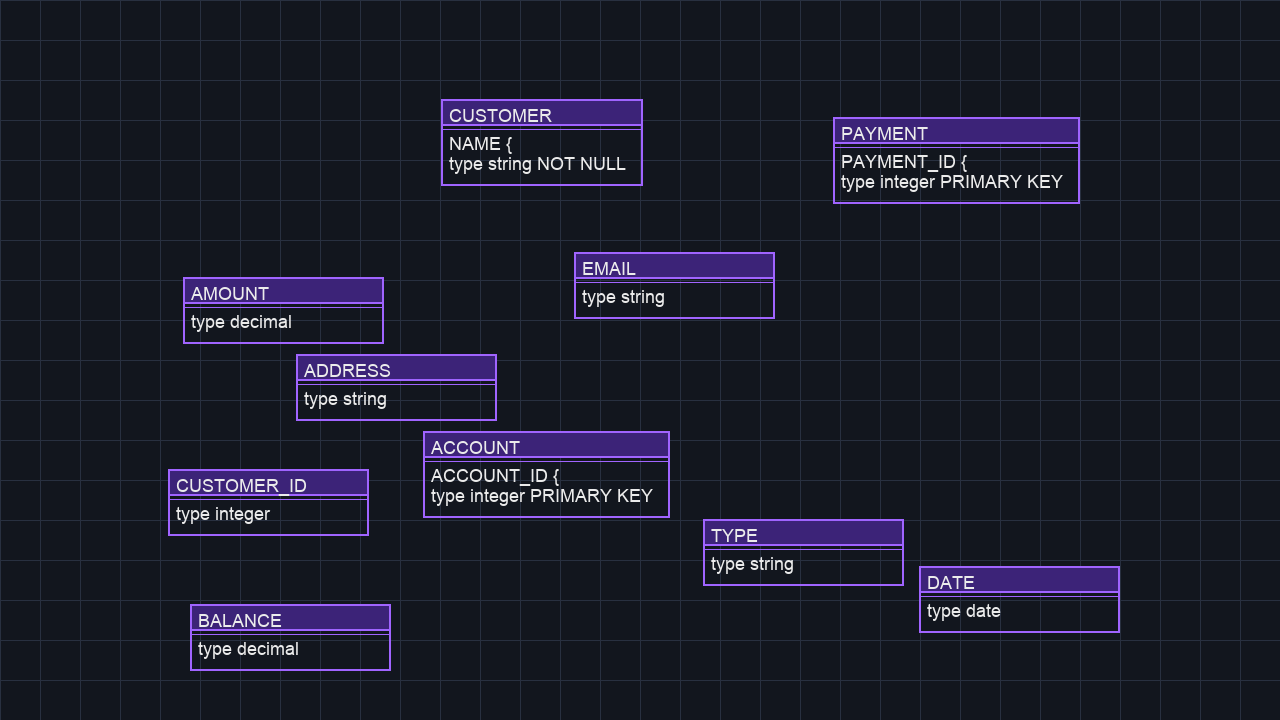 CUSTOMER
NAME {
type string NOT NULL
PAYMENT
PAYMENT_ID {
type integer PRIMARY KEY
EMAIL
type string
AMOUNT
type decimal
ADDRESS
type string
ACCOUNT
ACCOUNT_ID {
type integer PRIMARY KEY
CUSTOMER_ID
type integer
TYPE
type string
DATE
type date
BALANCE
type decimal